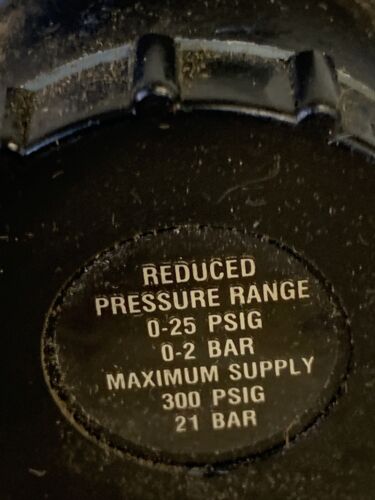 REDUCED
PRESSURE RANGE
0-25 PSIG
0-2 BAR
MAXIMUM SUPPLY
300 PSIG
21 BAR